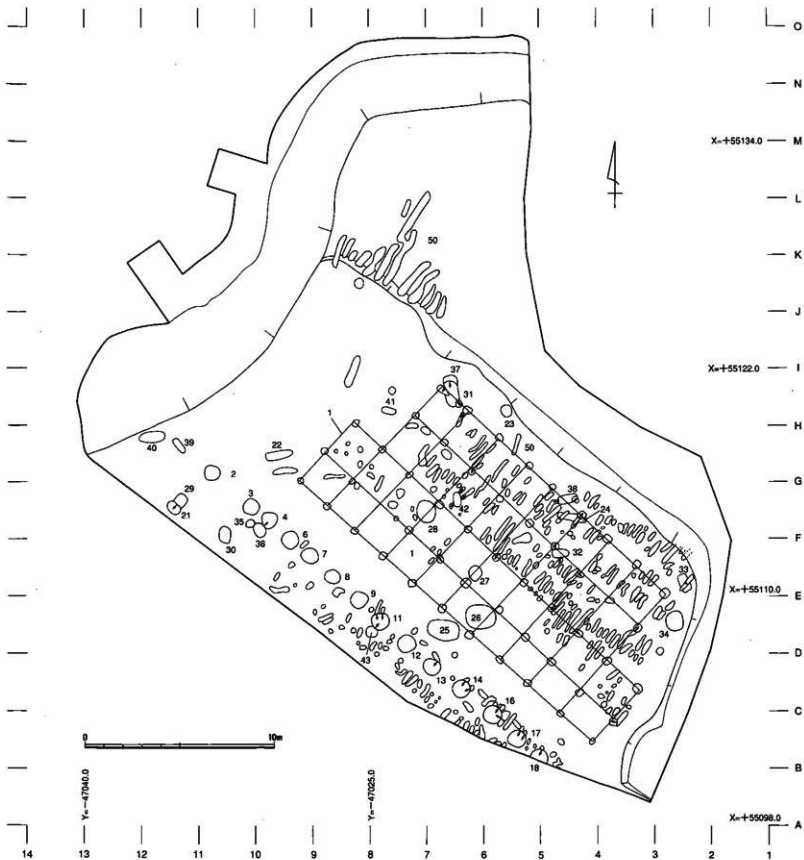 O
N
X=+55134.0 M
L
50
K
J
X=+55122.0 I
37
31
41
23
1
H
40
39
50
22
2
G
38
29
3
24
42
28
21
35
4
36
6
F
30
32
7
1
33
8
27
X=+55110.0 E
9
26
34
11
25
12
D
43
13
14
16
C
17
0 10m
18
B
Y=-47040.0
Y=-47025.0
X=+55098.0 A
14 13 12 11 10 9 8 7 6 5 4 3 2 1